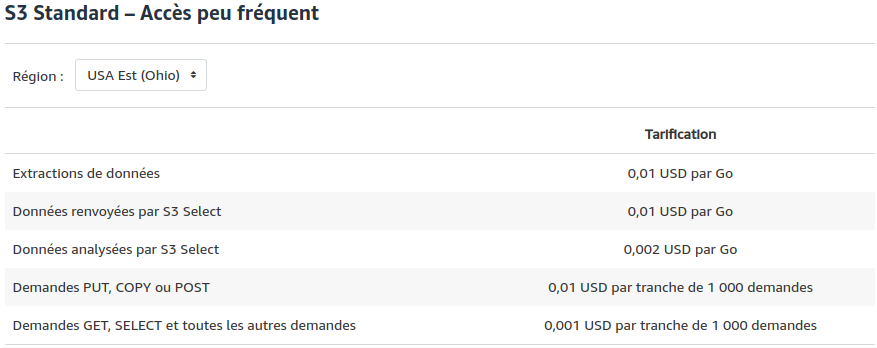 S3 Standard – Accès peu fréquent
Région : USA Est (Ohio)
Tarification
Extractions de données 0,01 USD par Go
Données renvoyées par S3 Select 0,01 USD par Go
Données analysées par S3 Select 0,002 USD par Go
Demandes PUT, COPY ou POST 0,01 USD par tranche de 1 000 demandes
Demandes GET, SELECT et toutes les autres demandes 0,001 USD par tranche de 1 000 demandes